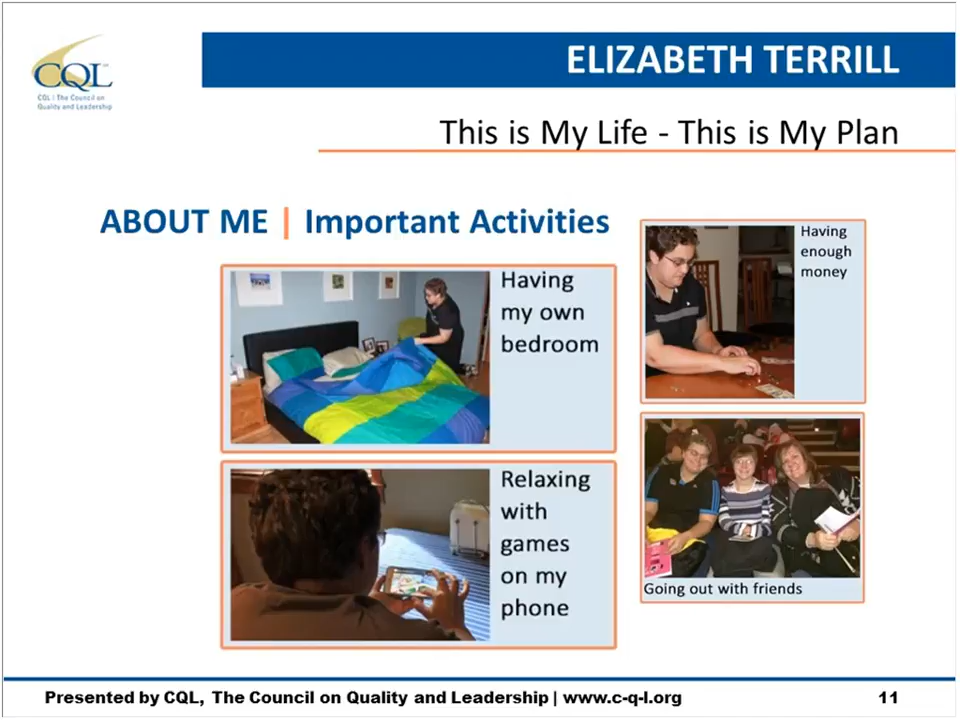 CQL
CQL | The Council on
Quality and Leadership
ELIZABETH TERRILL
This is My Life - This is My Plan
ABOUT ME | Important Activities
Having
my own
bedroom
Having
enough
money
Relaxing
with
games
on my
phone
Going out with friends
Presented by CQL, The Council on Quality and Leadership | www.c-q-l.org
11